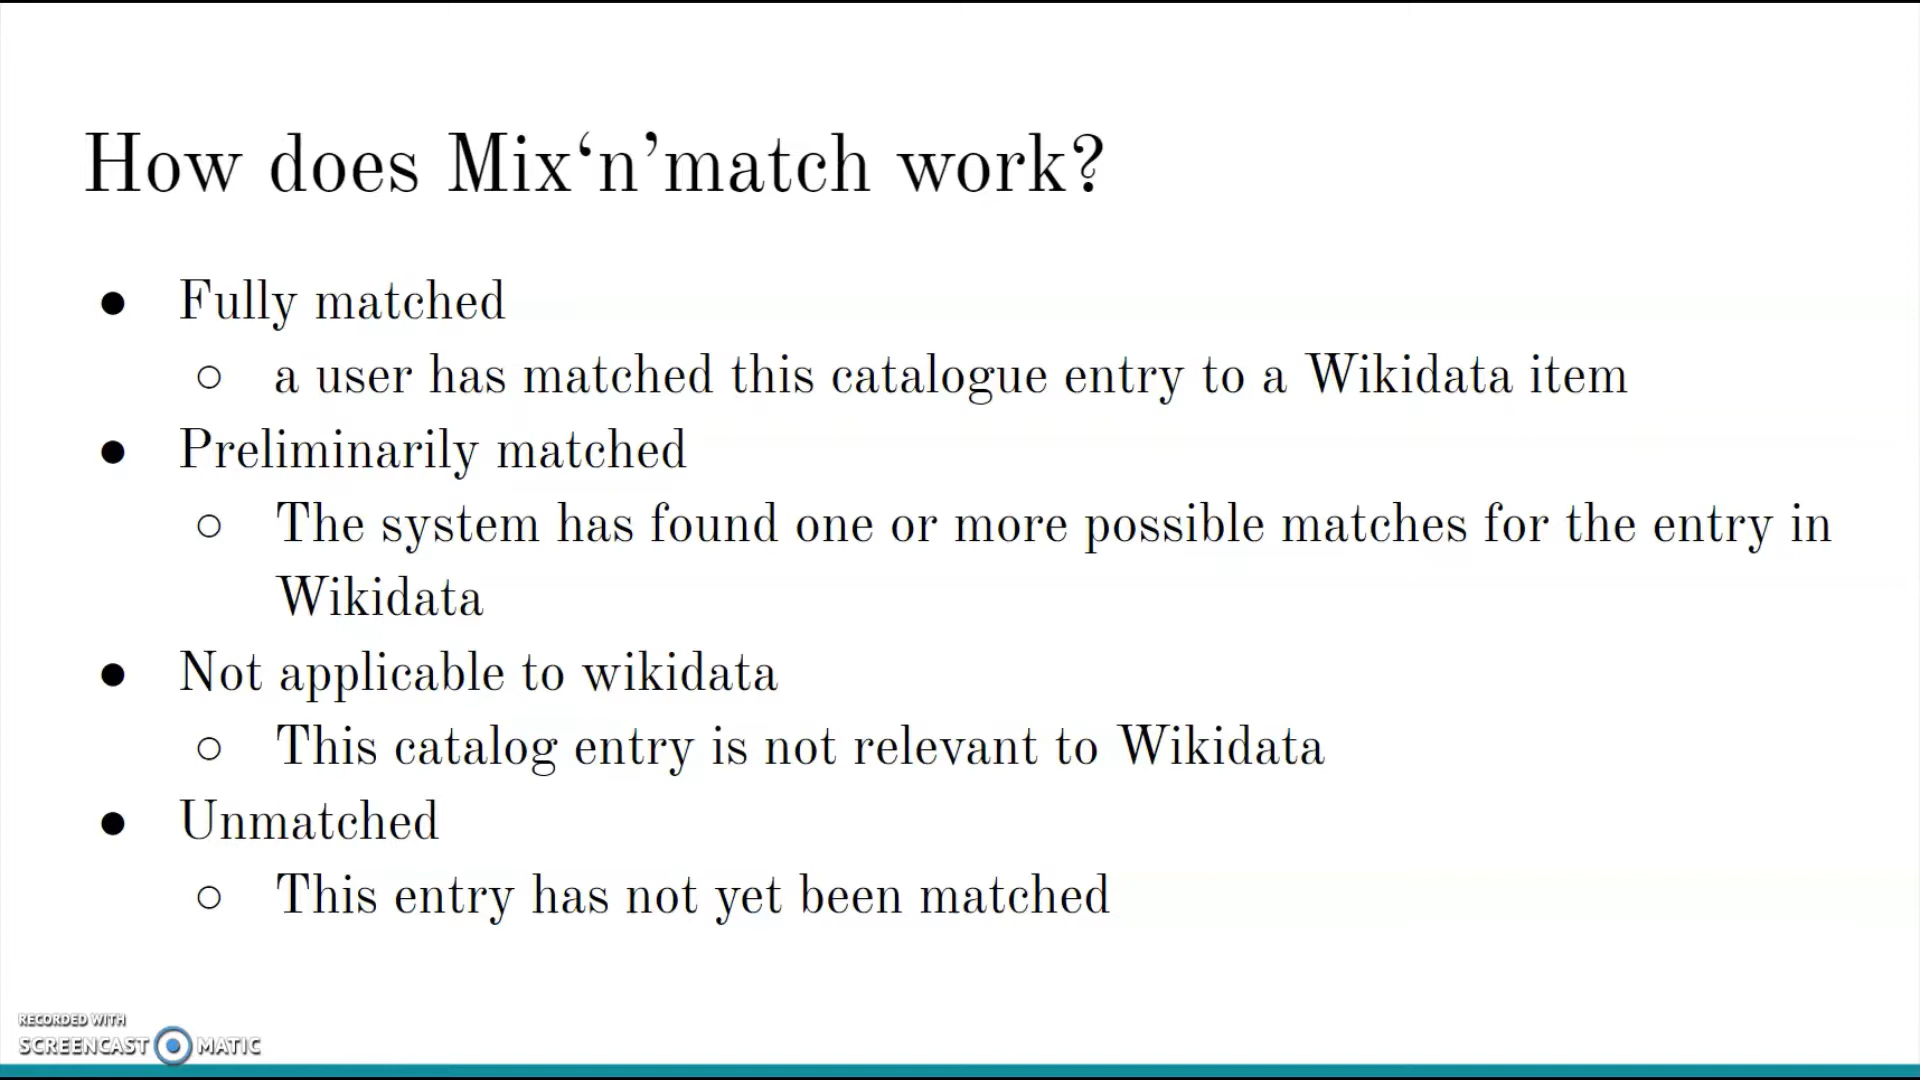 How does Mix‘n’match work?
● Fully matched
○ a user has matched this catalogue entry to a Wikidata item
● Preliminarily matched
○ The system has found one or more possible matches for the entry in
Wikidata
● Not applicable to wikidata
○ This catalog entry is not relevant to Wikidata
● Unmatched
○ This entry has not yet been matched
RECORDED WITH
SCREENCAST MATIC